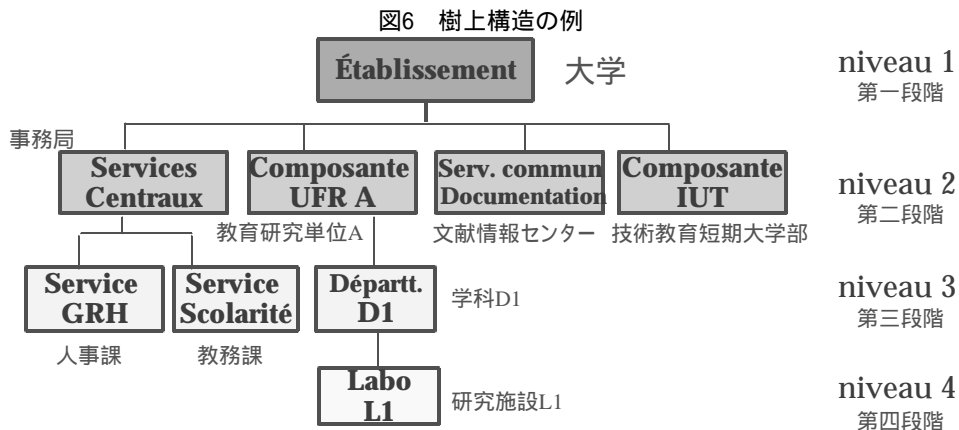 図6　樹上構造の例
Établissement
大学
niveau 1
第一段階
事務局
Services
Centraux
Composante
UFR A
Serv. commun
Documentation
Composante
IUT
niveau 2
第二段階
教育研究単位A
文献情報センター
技術教育短期大学部
Service
GRH
Service
Scolarité
Départt.
D1
学科D1
niveau 3
第三段階
人事課
教務課
Labo
L1
研究施設L1
niveau 4
第四段階